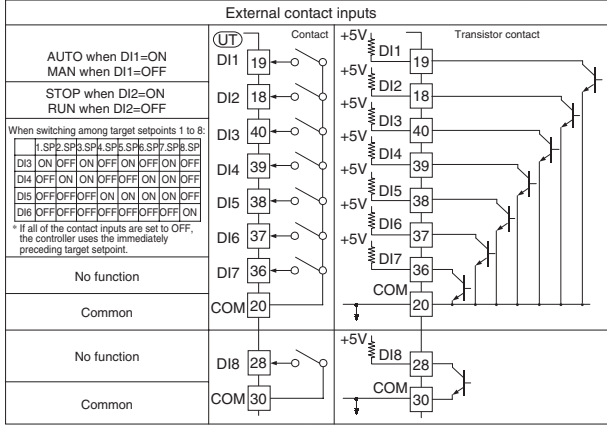 External contact inputs
AUTO when DI1=ON
MAN when DI1=OFF
STOP when DI2=ON
RUN when DI2=OFF
When switching among target setpoints 1 to 8:
1.SP 2.SP 3.SP 4.SP 5.SP 6.SP 7.SP 8.SP
DI3 ON OFF ON OFF ON OFF ON OFF
DI4 OFF ON ON OFF OFF ON ON OFF
DI5 OFF OFF OFF ON ON ON ON OFF
DI6 OFF OFF OFF OFF OFF OFF OFF ON
* If all of the contact inputs are set to OFF,
the controller uses the immediately
preceding target setpoint.
No function
Common
No function
Common
UT
Contact
DI1 19
DI2 18
DI3 40
DI4 39
DI5 38
DI6 37
DI7 36
COM 20
DI8 28
COM 30
Transistor contact
+5V DI1 19
+5V DI2 18
+5V DI3 40
+5V DI4 39
+5V DI5 38
+5V DI6 37
+5V DI7 36
COM 20
+5V DI8 28
COM 30